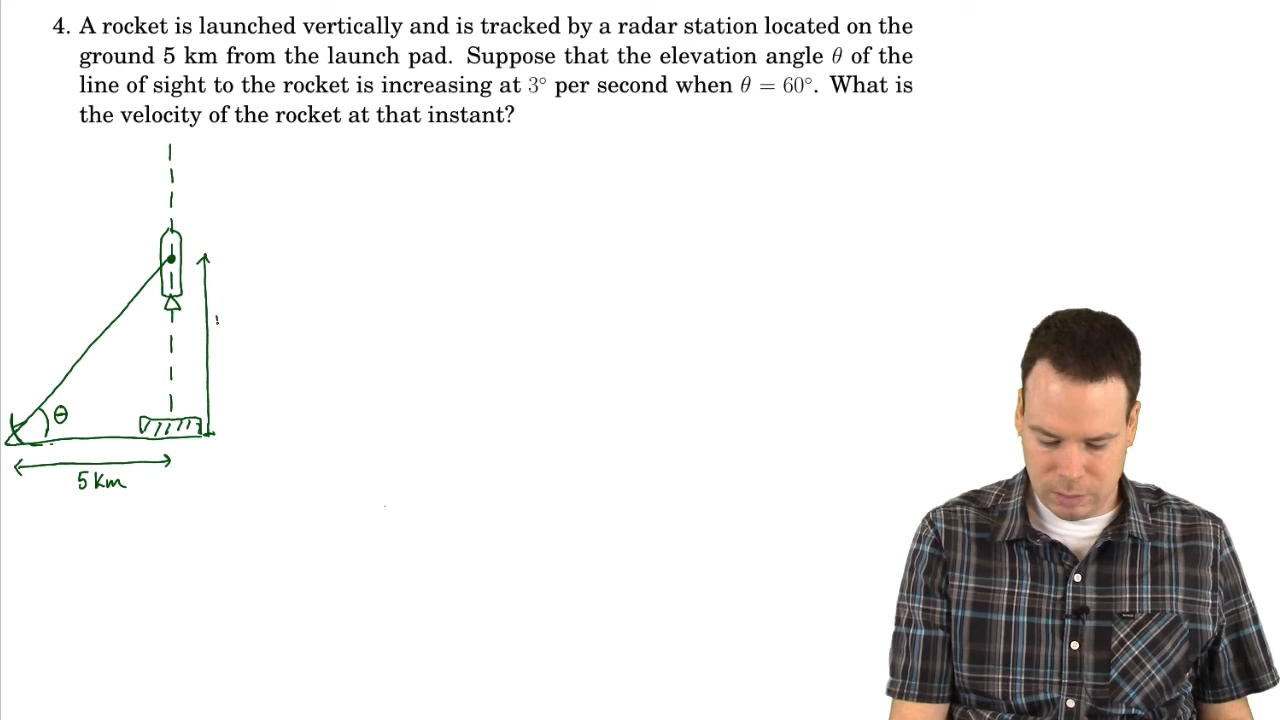 4. A rocket is launched vertically and is tracked by a radar station located on the
ground 5 km from the launch pad. Suppose that the elevation angle θ of the
line of sight to the rocket is increasing at 3° per second when θ = 60°. What is
the velocity of the rocket at that instant?
θ
5 km